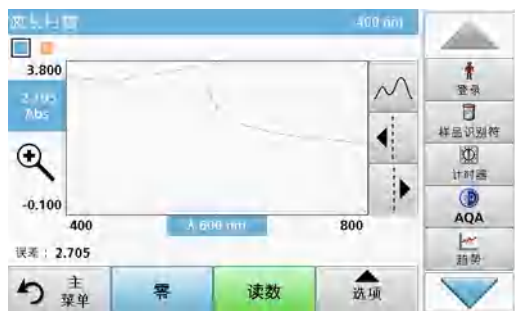 波长扫描
400 nm
3.800
2.705
Abs
-0.100
400
λ 600 nm
800
误差： 2.705
主
菜单
零
读数
选项
登录
样品识别符
计时器
AQA
趋势